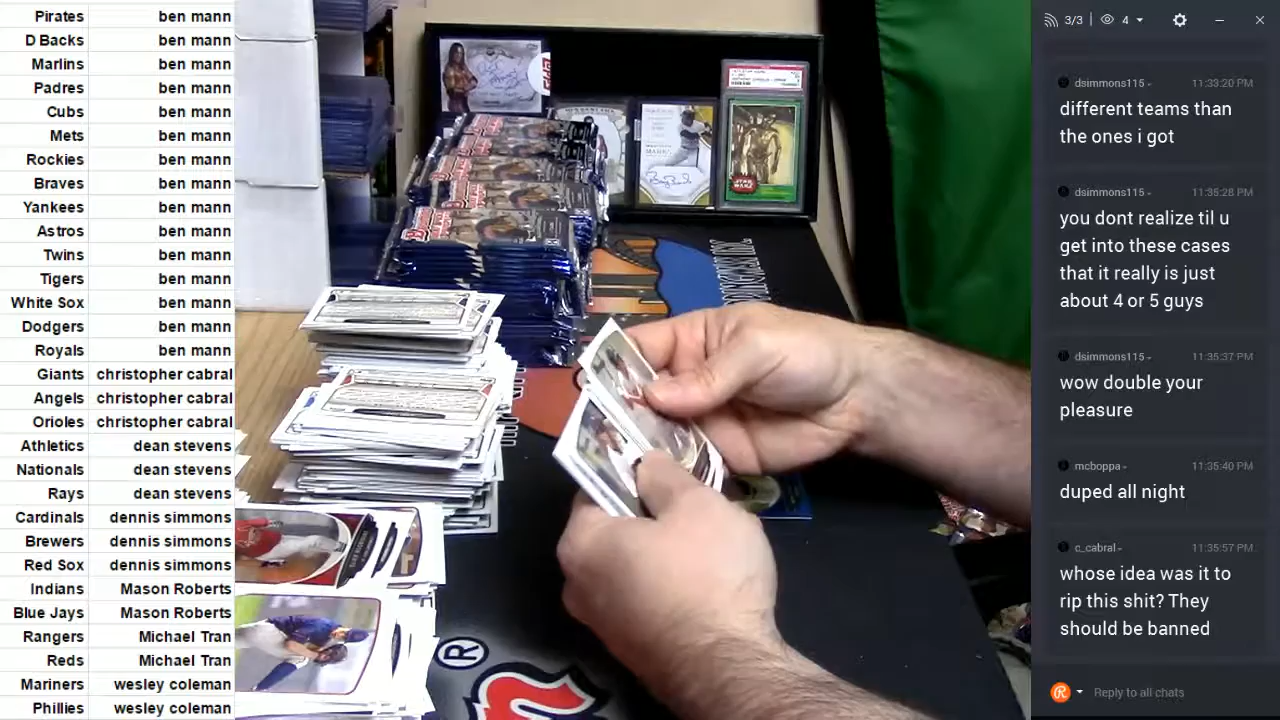 Pirates ben mann
D Backs ben mann
Marlins ben mann
Padres ben mann
Cubs ben mann
Mets ben mann
Rockies ben mann
Braves ben mann
Yankees ben mann
Astros ben mann
Twins ben mann
Tigers ben mann
White Sox ben mann
Dodgers ben mann
Royals ben mann
Giants christopher cabral
Angels christopher cabral
Orioles christopher cabral
Athletics dean stevens
Nationals dean stevens
Rays dean stevens
Cardinals dennis simmons
Brewers dennis simmons
Red Sox dennis simmons
Indians Mason Roberts
Blue Jays Mason Roberts
Rangers Michael Tran
Reds Michael Tran
Mariners wesley coleman
Phillies wesley coleman
STAR
WARS
®
3/3 4
dsimmons115 11:33:20 PM
different teams than
the ones i got
dsimmons115 11:35:28 PM
you dont realize til u
get into these cases
that it really is just
about 4 or 5 guys
dsimmons115 11:35:37 PM
wow double your
pleasure
mcboppa 11:35:40 PM
duped all night
c_cabral 11:35:57 PM
whose idea was it to
rip this shit? They
should be banned
Reply to all chats